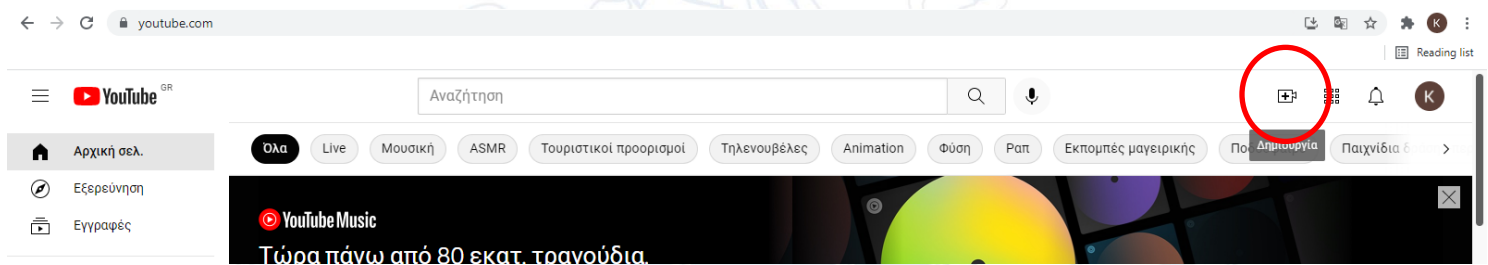 youtube.com
Reading list
YouTube GR
Αναζήτηση
K
K
Αρχική σελ.
Όλα Live Μουσική ASMR Τουριστικοί προορισμοί Τηλενουβέλες Animation Φύση Ραπ Εκπομπές μαγειρικής Δημιουργία Παιχνίδια
Εξερεύνηση
Εγγραφές
YouTube Music
Τώρα πάνω από 80 εκατ. τραγούδια.